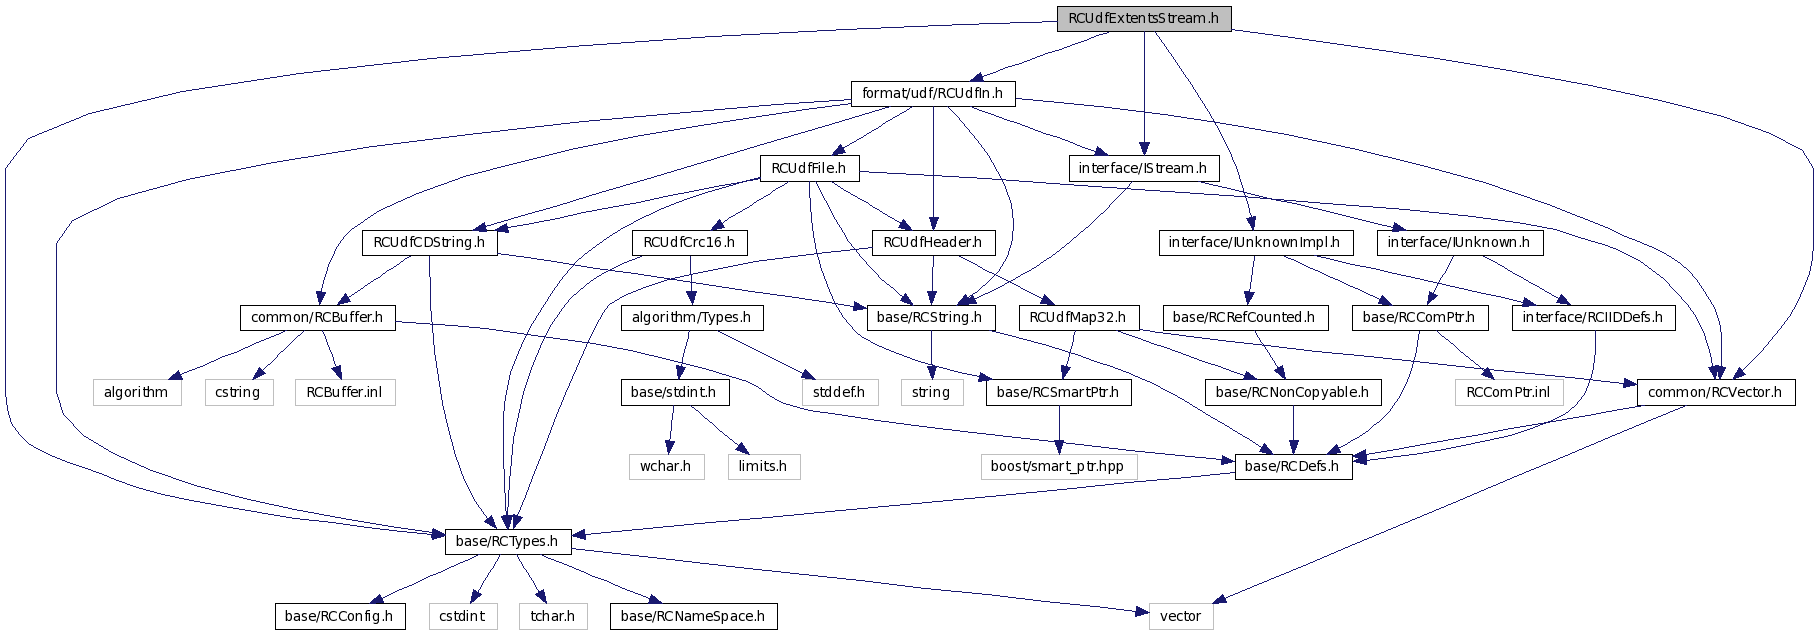 RCUdfExtentsStream.h
format/udf/RCUdfIn.h
RCUdfFile.h
interface/IStream.h
RCUdfCDString.h
RCUdfCrc16.h
RCUdfHeader.h
interface/IUnknownImpl.h
interface/IUnknown.h
common/RCBuffer.h
algorithm/Types.h
base/RCString.h
RCUdfMap32.h
base/RCRefCounted.h
base/RCComPtr.h
interface/RCIIDDefs.h
algorithm
cstring
RCBuffer.inl
base/stdint.h
stddef.h
string
base/RCSmartPtr.h
base/RCNonCopyable.h
RCComPtr.inl
common/RCVector.h
wchar.h
limits.h
boost/smart_ptr.hpp
base/RCDefs.h
base/RCTypes.h
base/RCConfig.h
cstdint
tchar.h
base/RCNameSpace.h
vector